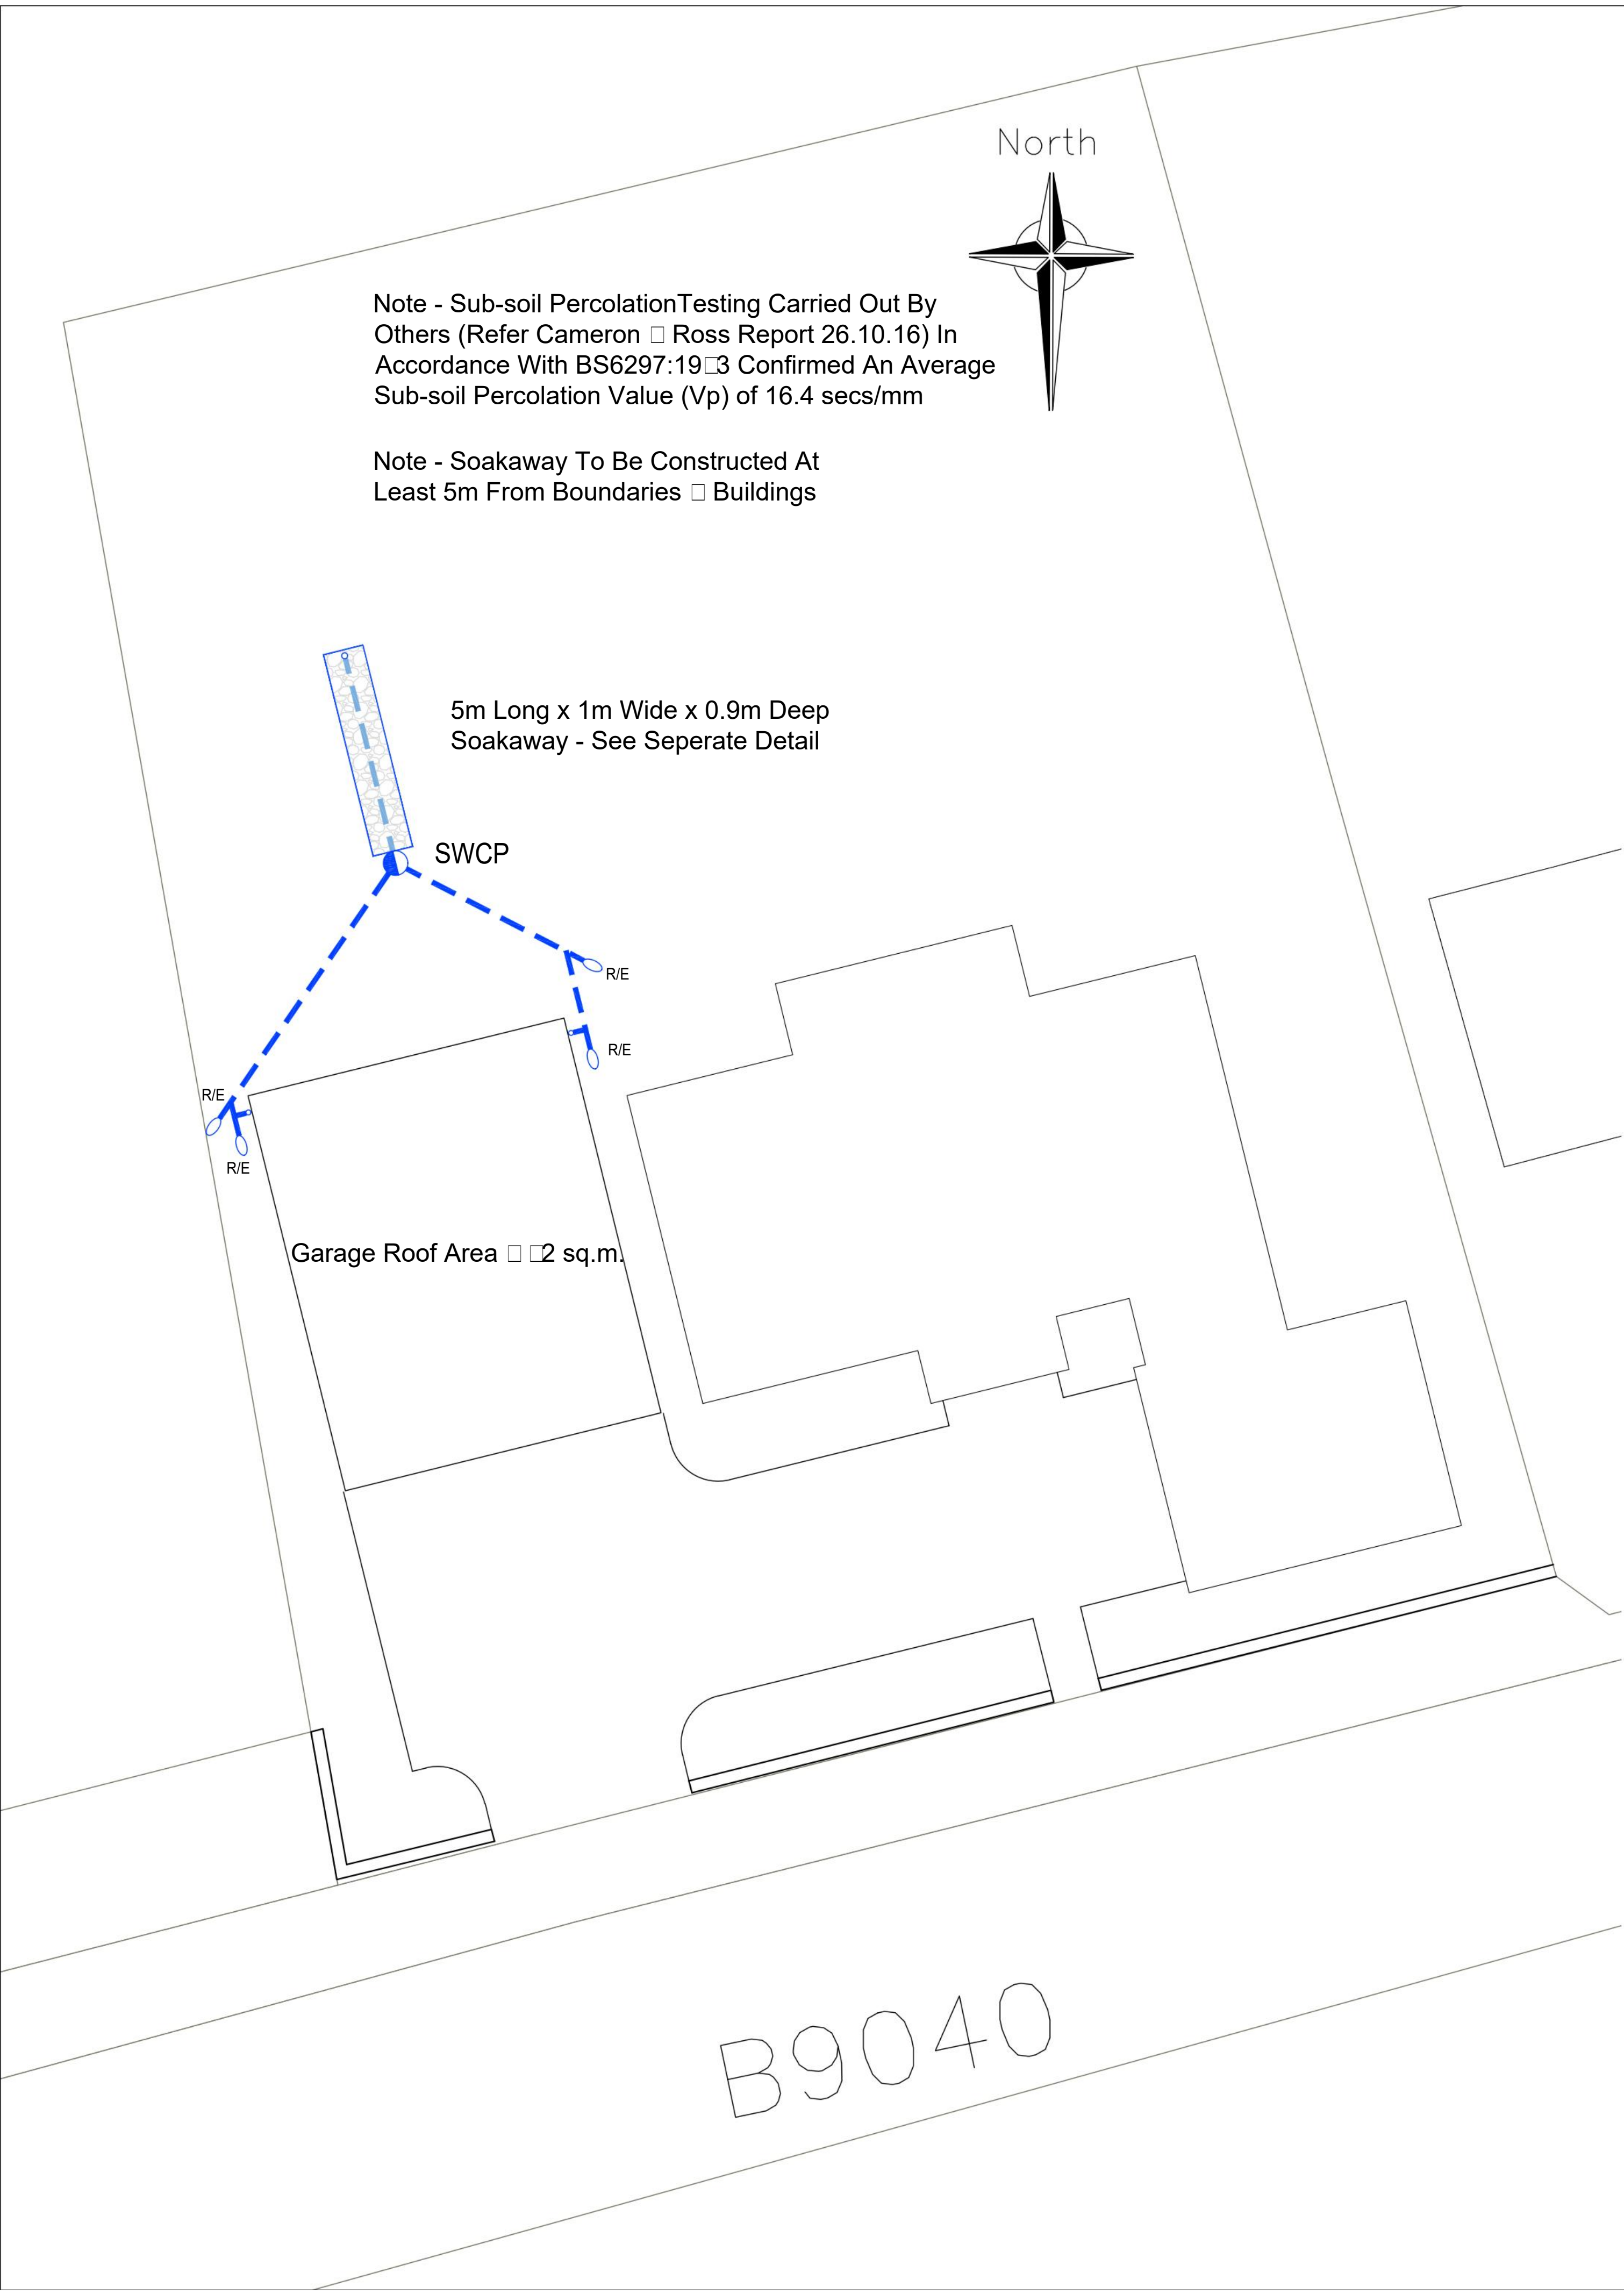 North
Note - Sub-soil PercolationTesting Carried Out By
Others (Refer Cameron □ Ross Report 26.10.16) In
Accordance With BS6297:19□3 Confirmed An Average
Sub-soil Percolation Value (Vp) of 16.4 secs/mm
Note - Soakaway To Be Constructed At
Least 5m From Boundaries □ Buildings
5m Long x 1m Wide x 0.9m Deep
Soakaway - See Seperate Detail
SWCP
R/E
R/E
R/E
R/E
Garage Roof Area □ □2 sq.m.
B9040